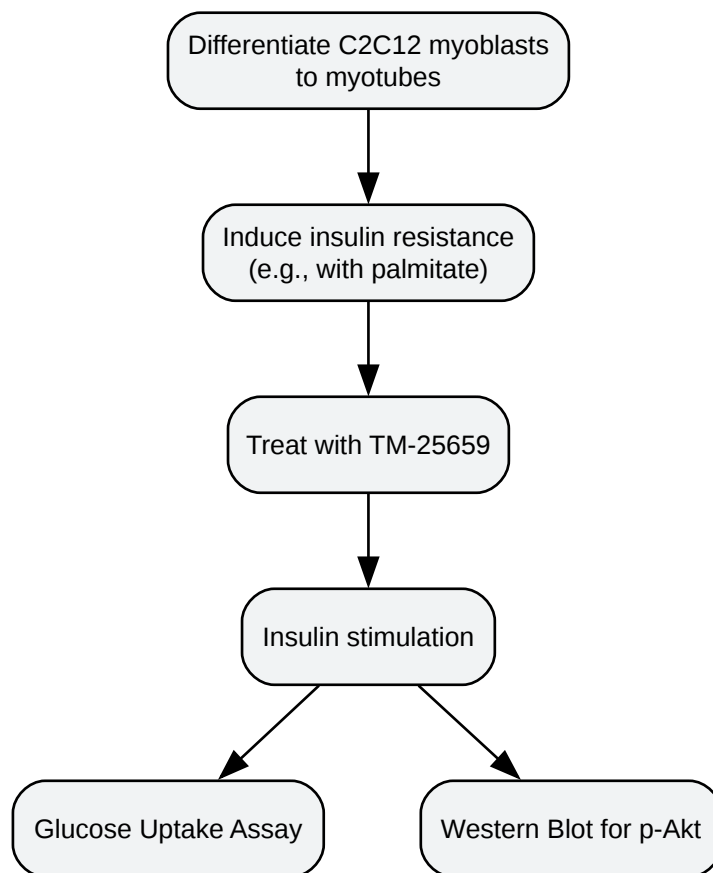 Differentiate C2C12 myoblasts
to myotubes
Induce insulin resistance
(e.g., with palmitate)
Treat with TM-25659
Insulin stimulation
Glucose Uptake Assay
Western Blot for p-Akt